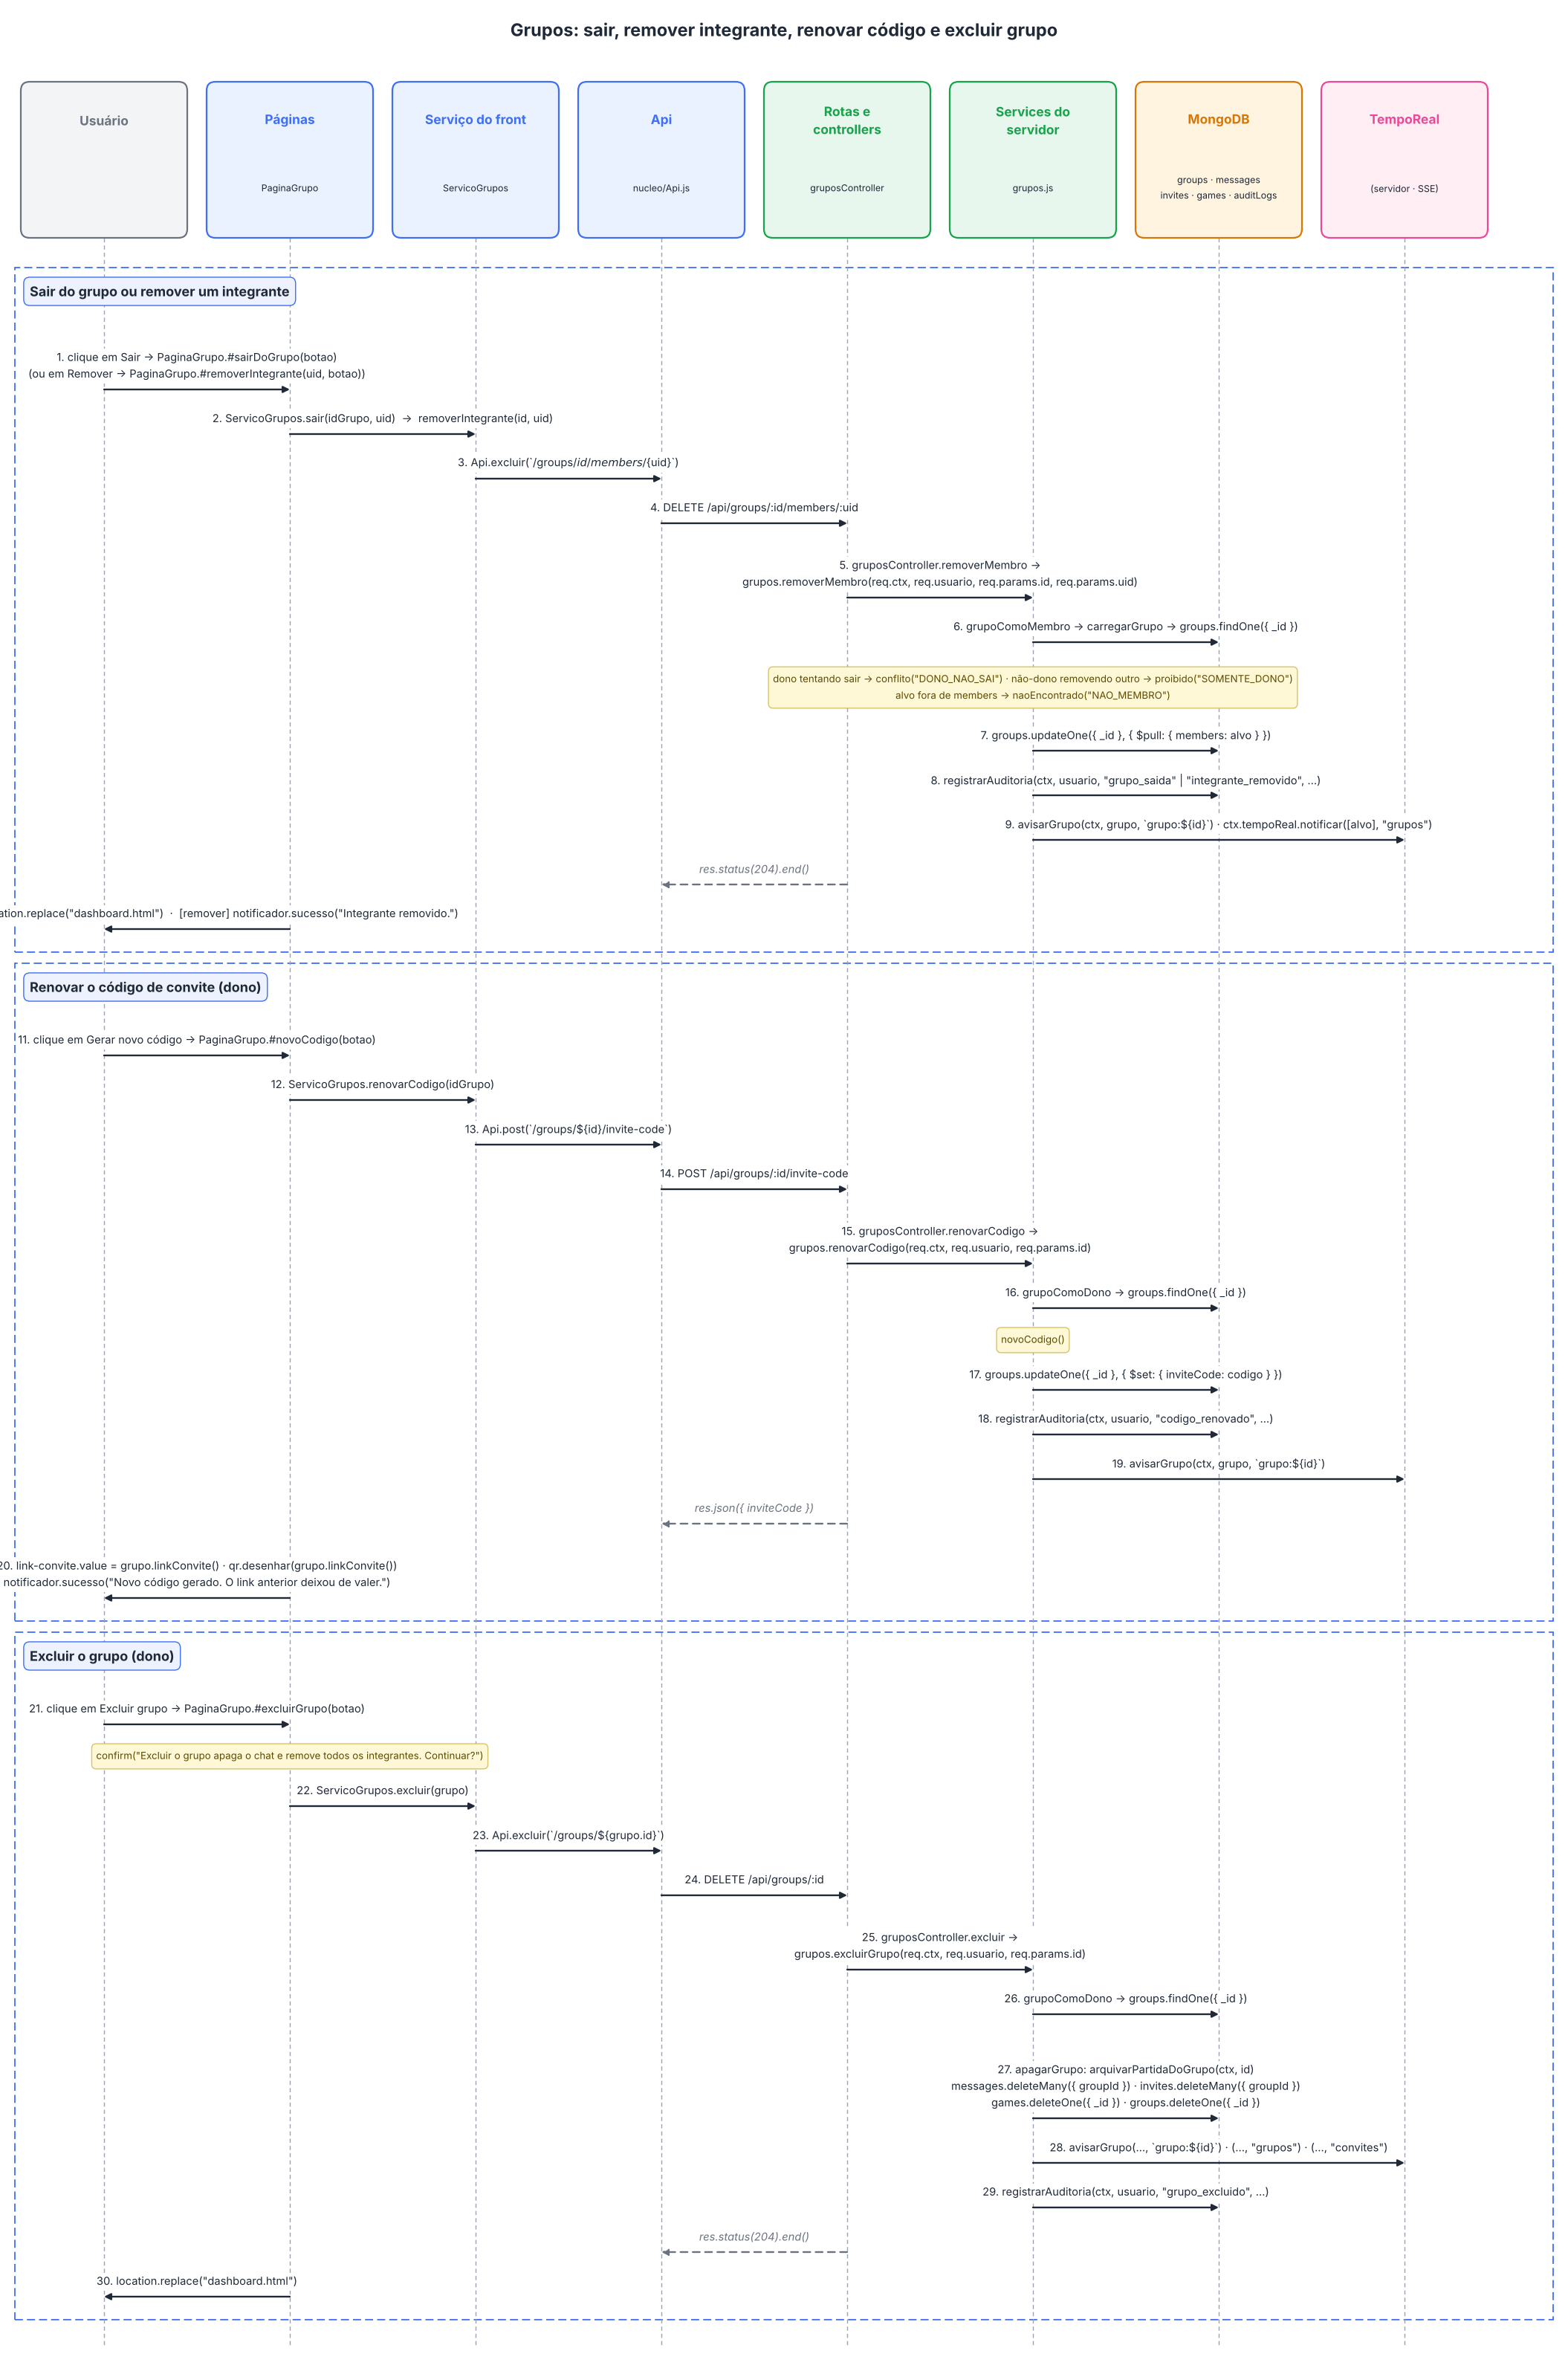 Grupos: sair, remover integrante, renovar código e excluir grupo
Usuário
Páginas
PaginaGrupo
Serviço do front
ServicoGrupos
Api
nucleo/Api.js
Rotas e
controllers
gruposController
Services do
servidor
grupos.js
MongoDB
groups · messages
invites · games · auditLogs
TempoReal
(servidor · SSE)
Sair do grupo ou remover um integrante
1. clique em Sair → PaginaGrupo.#sairDoGrupo(botao)
(ou em Remover → PaginaGrupo.#removerIntegrante(uid, botao))
2. ServicoGrupos.sair(idGrupo, uid) → removerIntegrante(id, uid)
3. Api.excluir(`/groups/id/members/{uid}`)
4. DELETE /api/groups/:id/members/:uid
5. gruposController.removerMembro →
grupos.removerMembro(req.ctx, req.usuario, req.params.id, req.params.uid)
6. grupoComoMembro → carregarGrupo → groups.findOne({ _id })
dono tentando sair → conflito("DONO_NAO_SAI") · não-dono removendo outro → proibido("SOMENTE_DONO")
alvo fora de members → naoEncontrado("NAO_MEMBRO")
7. groups.updateOne({ _id }, { $pull: { members: alvo } })
8. registrarAuditoria(ctx, usuario, "grupo_saida" | "integrante_removido", ...)
9. avisarGrupo(ctx, grupo, `grupo:${id}`) · ctx.tempoReal.notificar([alvo], "grupos")
res.status(204).end()
ation.replace("dashboard.html") · [remover] notificador.sucesso("Integrante removido.")
Renovar o código de convite (dono)
11. clique em Gerar novo código → PaginaGrupo.#novoCodigo(botao)
12. ServicoGrupos.renovarCodigo(idGrupo)
13. Api.post(`/groups/${id}/invite-code`)
14. POST /api/groups/:id/invite-code
15. gruposController.renovarCodigo →
grupos.renovarCodigo(req.ctx, req.usuario, req.params.id)
16. grupoComoDono → groups.findOne({ _id })
novoCodigo()
17. groups.updateOne({ _id }, { $set: { inviteCode: codigo } })
18. registrarAuditoria(ctx, usuario, "codigo_renovado", ...)
19. avisarGrupo(ctx, grupo, `grupo:${id}`)
res.json({ inviteCode })
20. link-convite.value = grupo.linkConvite() · qr.desenhar(grupo.linkConvite())
notificador.sucesso("Novo código gerado. O link anterior deixou de valer.")
Excluir o grupo (dono)
21. clique em Excluir grupo → PaginaGrupo.#excluirGrupo(botao)
confirm("Excluir o grupo apaga o chat e remove todos os integrantes. Continuar?")
22. ServicoGrupos.excluir(grupo)
23. Api.excluir(`/groups/${grupo.id}`)
24. DELETE /api/groups/:id
25. gruposController.excluir →
grupos.excluirGrupo(req.ctx, req.usuario, req.params.id)
26. grupoComoDono → groups.findOne({ _id })
27. apagarGrupo: arquivarPartidaDoGrupo(ctx, id)
messages.deleteMany({ groupId }) · invites.deleteMany({ groupId })
games.deleteOne({ _id }) · groups.deleteOne({ _id })
28. avisarGrupo(..., `grupo:${id}`) · (..., "grupos") · (..., "convites")
29. registrarAuditoria(ctx, usuario, "grupo_excluido", ...)
res.status(204).end()
30. location.replace("dashboard.html")